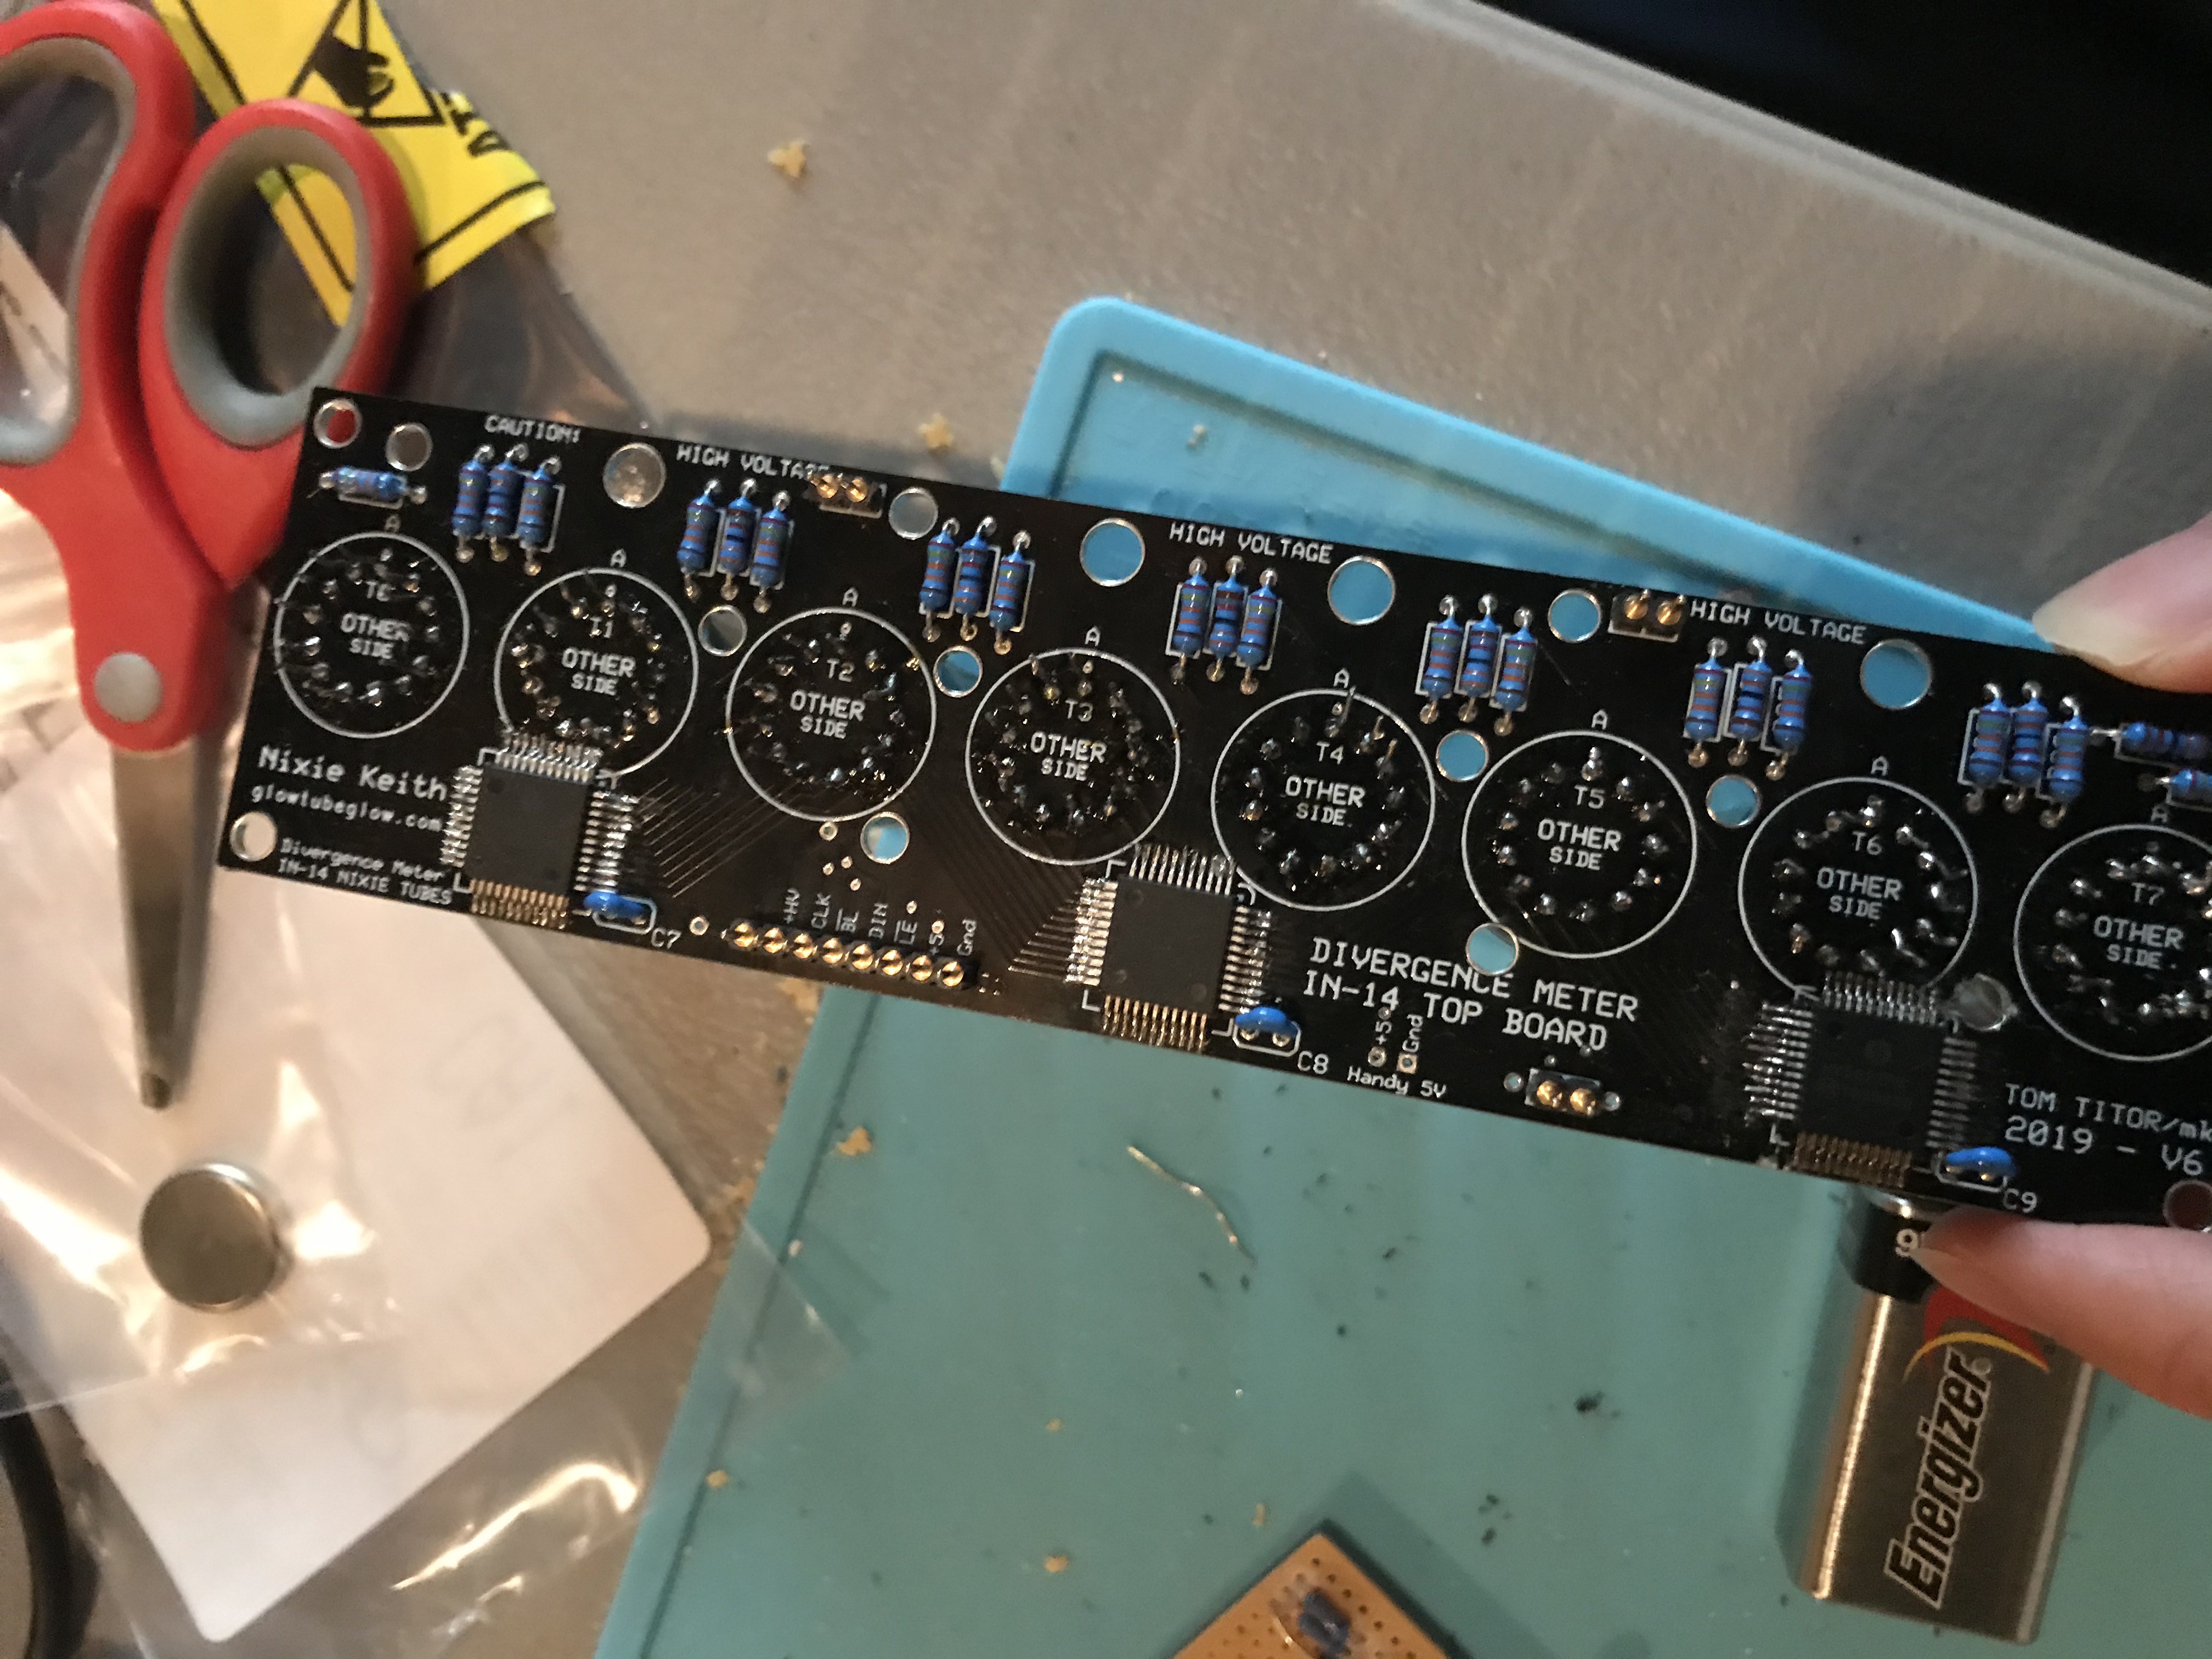 CAUTION!
HIGH VOLTAGE
HIGH VOLTAGE
HIGH VOLTAGE
A
A
A
A
A
A
A
A
OTHER
SIDE
T1
OTHER
SIDE
T2
OTHER
SIDE
T3
OTHER
SIDE
T4
OTHER
SIDE
T5
OTHER
SIDE
T6
OTHER
SIDE
T7
OTHER
SIDE
Nixie Keith
glowtubeglow.com
Divergence Meter
IN-14 NIXIE TUBES
C7
+HV
CLK
BL
DIN
LE
+5
Gnd
DIVERGENCE METER
IN-14 TOP BOARD
+5
Gnd
Handy 5V
C8
TOM TITOR/mk
2019 - V6
C9
Energizer